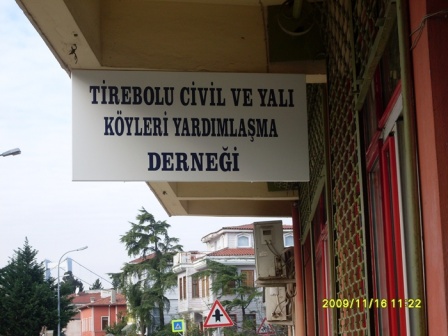 TİREBOLU CİVİL VE YALI
KÖYLERİ YARDIMLAŞMA
DERNEĞİ
2009/11/16 11:22